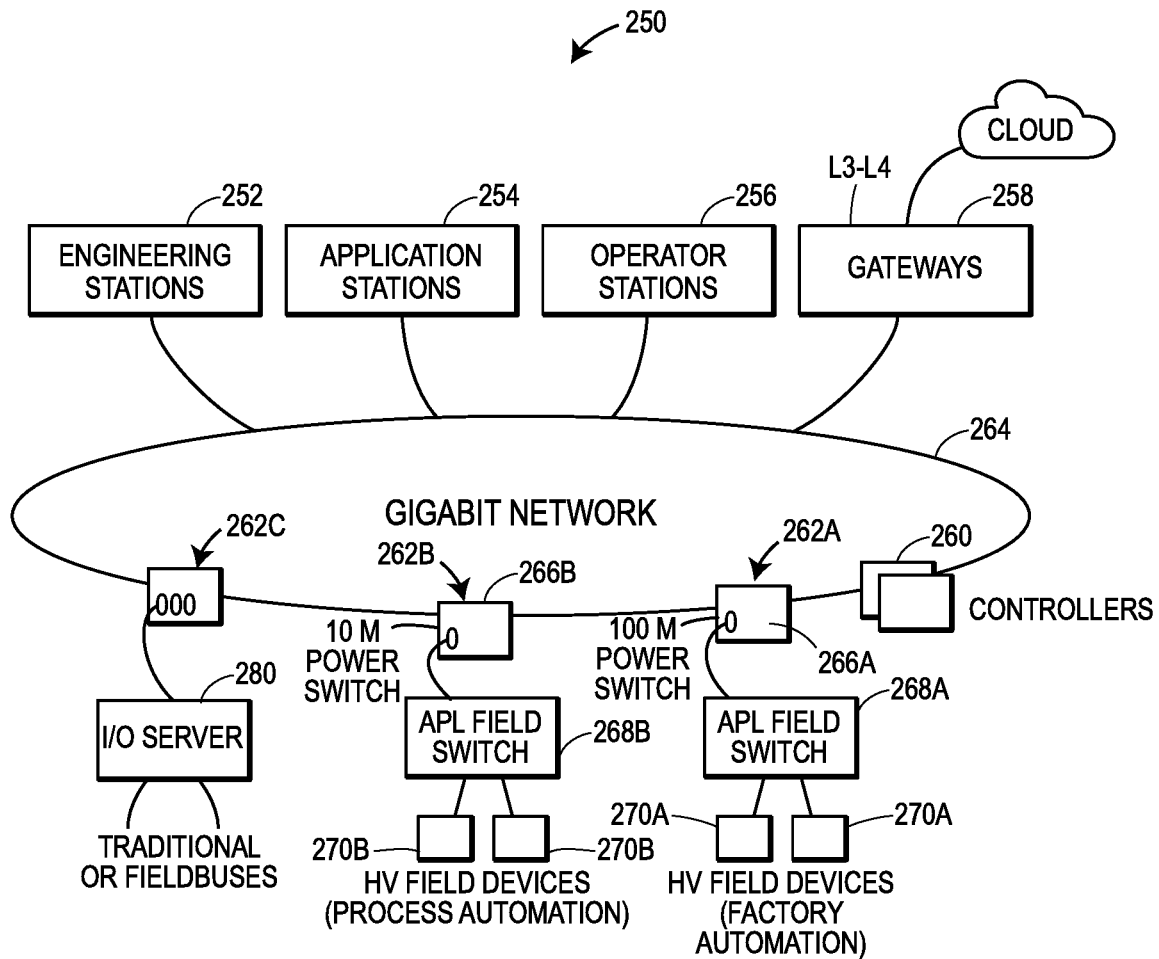 250
CLOUD
L3-L4
252
254
256
258
ENGINEERING
STATIONS
APPLICATION
STATIONS
OPERATOR
STATIONS
GATEWAYS
264
GIGABIT NETWORK
262C
262B
266B
262A
260
000
0
0
CONTROLLERS
10 M
POWER
SWITCH
100 M
POWER
SWITCH
266A
280
I/O SERVER
APL FIELD
SWITCH
268B
APL FIELD
SWITCH
268A
TRADITIONAL
OR FIELDBUSES
270B
270B
270A
270A
HV FIELD DEVICES
(PROCESS AUTOMATION)
HV FIELD DEVICES
(FACTORY
AUTOMATION)